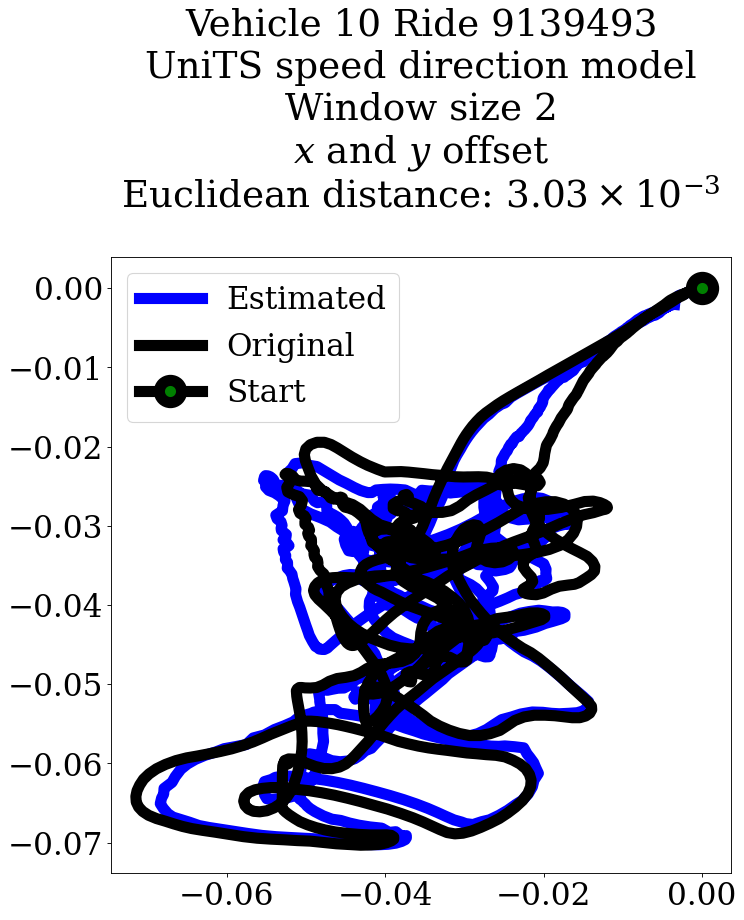 Vehicle 10 Ride 9139493
UniTS speed direction model
Window size 2
x and y offset
Euclidean distance: 3.03 × 10⁻³
Estimated
Original
Start
0.00
−0.01
−0.02
−0.03
−0.04
−0.05
−0.06
−0.07
−0.06 −0.04 −0.02 0.00